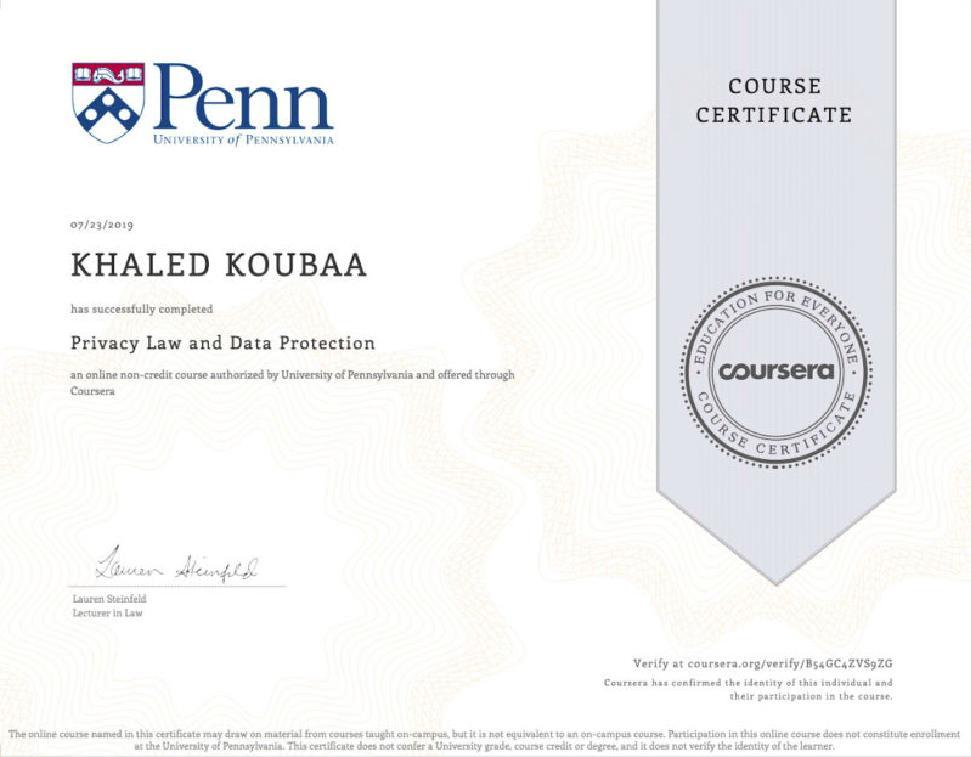 Penn
UNIVERSITY of PENNSYLVANIA
COURSE
CERTIFICATE
07/23/2019
KHALED KOUBAA
has successfully completed
Privacy Law and Data Protection
an online non-credit course authorized by University of Pennsylvania and offered through
Coursera
EDUCATION FOR EVERYONE
coursera
COURSE CERTIFICATE
Lauren Steinfeld
Lauren Steinfeld
Lecturer in Law
Verify at coursera.org/verify/B54GC4ZVS9ZG
Coursera has confirmed the identity of this individual and
their participation in the course.
The online course named in this certificate may draw on material from courses taught on-campus, but it is not equivalent to an on-campus course. Participation in this online course does not constitute enrollment
at the University of Pennsylvania. This certificate does not confer a University grade, course credit or degree, and it does not verify the identity of the learner.